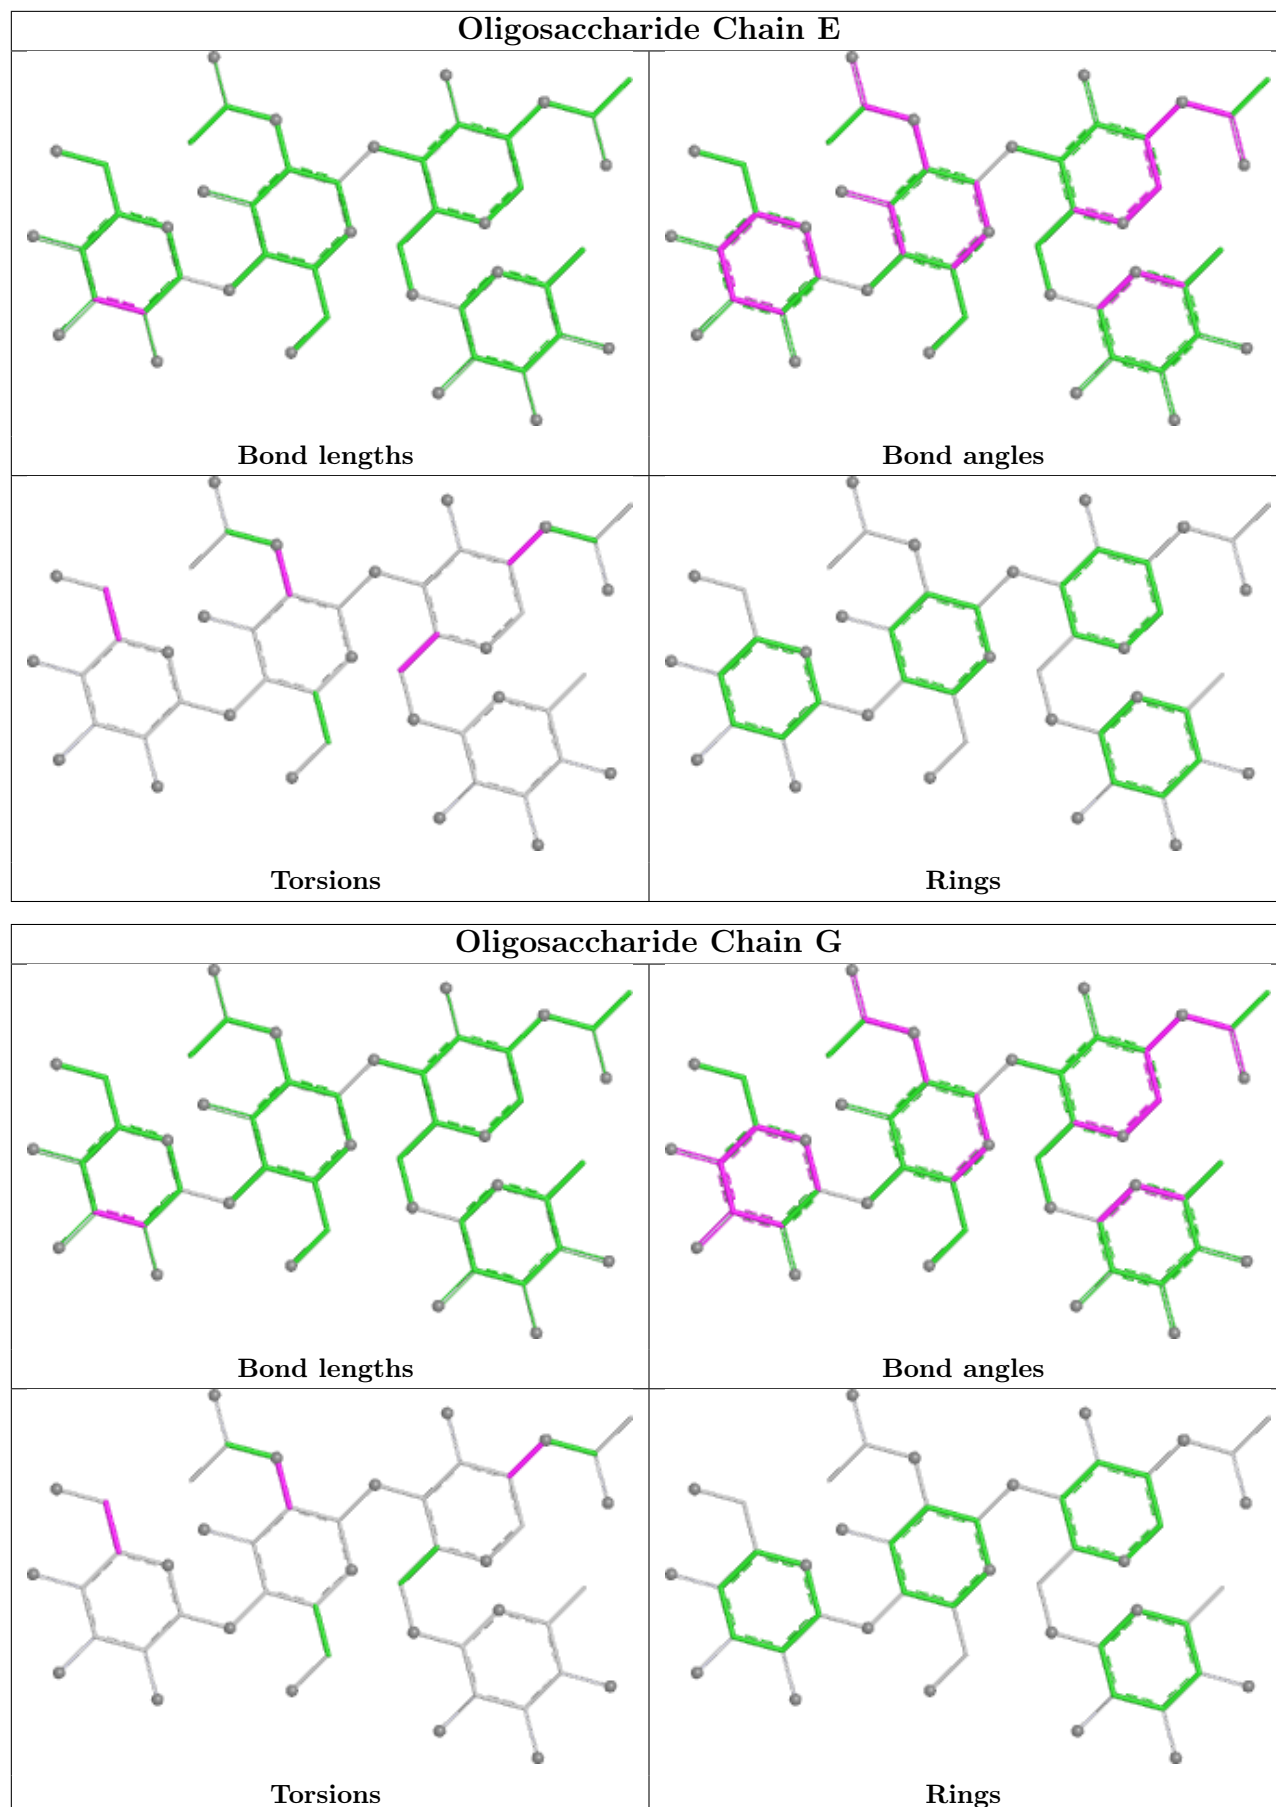 Oligosaccharide Chain E
Bond lengths
Bond angles
Torsions
Rings
Oligosaccharide Chain G
Bond lengths
Bond angles
Torsions
Rings